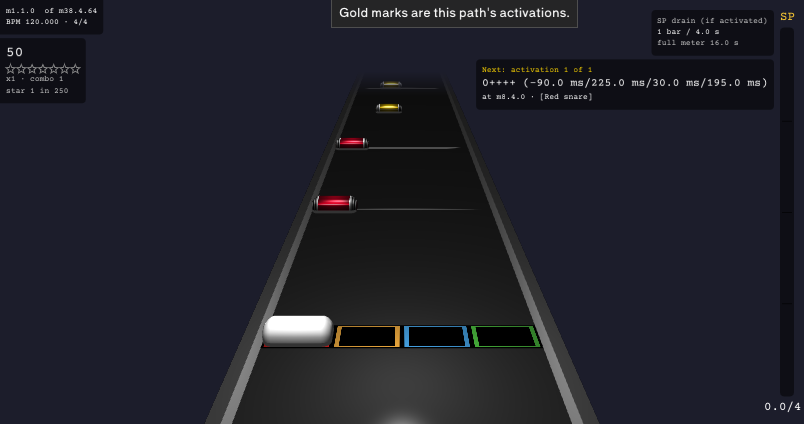 m1.1.0 of m38.4.64
BPM 120.000 · 4/4
50
x1 · combo 1
star 1 in 250
Gold marks are this path's activations.
SP drain (if activated)
1 bar / 4.0 s
full meter 16.0 s
SP
Next: activation 1 of 1
0++++ (-90.0 ms/225.0 ms/30.0 ms/195.0 ms)
at m8.4.0 · [Red snare]
0.0/4